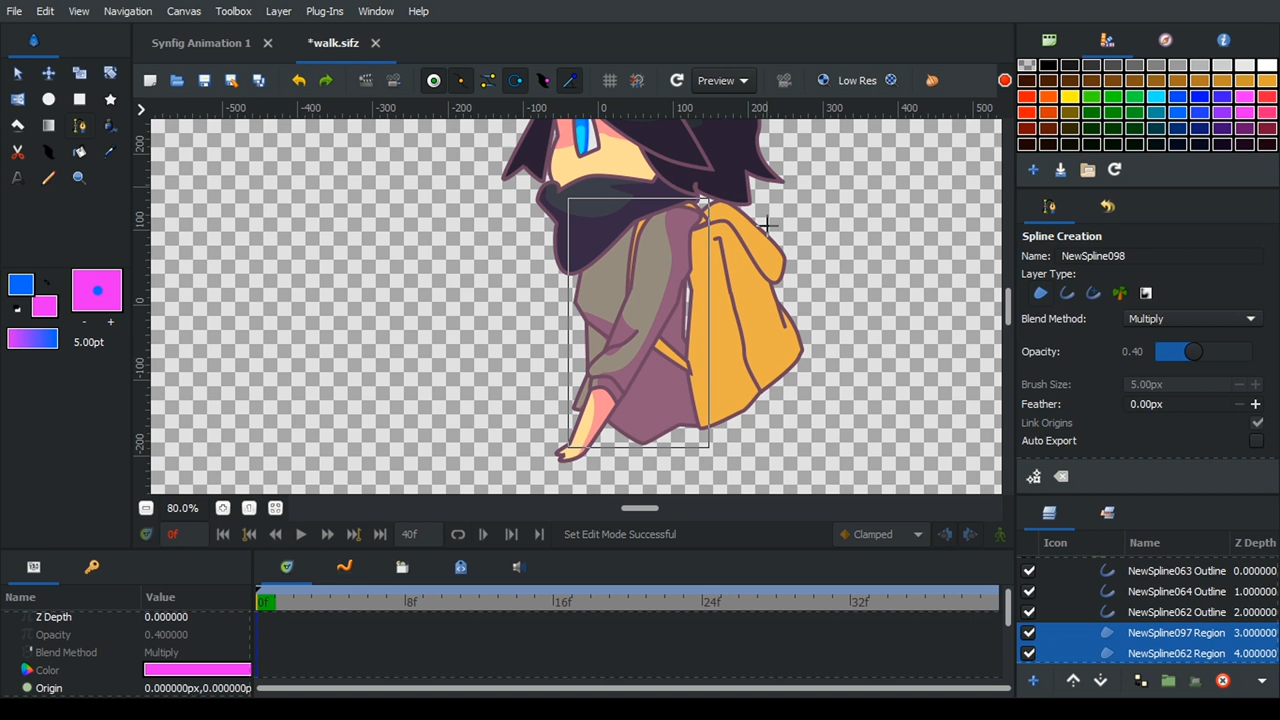 File Edit View Navigation Canvas Toolbox Layer Plug-Ins Window Help
Synfig Animation 1
*walk.sifz
Preview
Low Res
-500 -400 -300 -200 -100 0 100 200 300 400 500
200
100
0
-100
-200
5.00pt
Spline Creation
Name: NewSpline098
Layer Type:
Blend Method: Multiply
Opacity: 0.40
Brush Size: 5.00px
Feather: 0.00px
Link Origins
Auto Export
80.0%
0f
40f
Set Edit Mode Successful
Clamped
Icon Name Z Depth
NewSpline063 Outline 0.000000
NewSpline064 Outline 1.000000
NewSpline062 Outline 2.000000
NewSpline097 Region 3.000000
NewSpline062 Region 4.000000
Name Value
Z Depth 0.000000
Opacity 0.400000
Blend Method Multiply
Color
Origin 0.000000px,0.000000p
0f 8f 16f 24f 32f